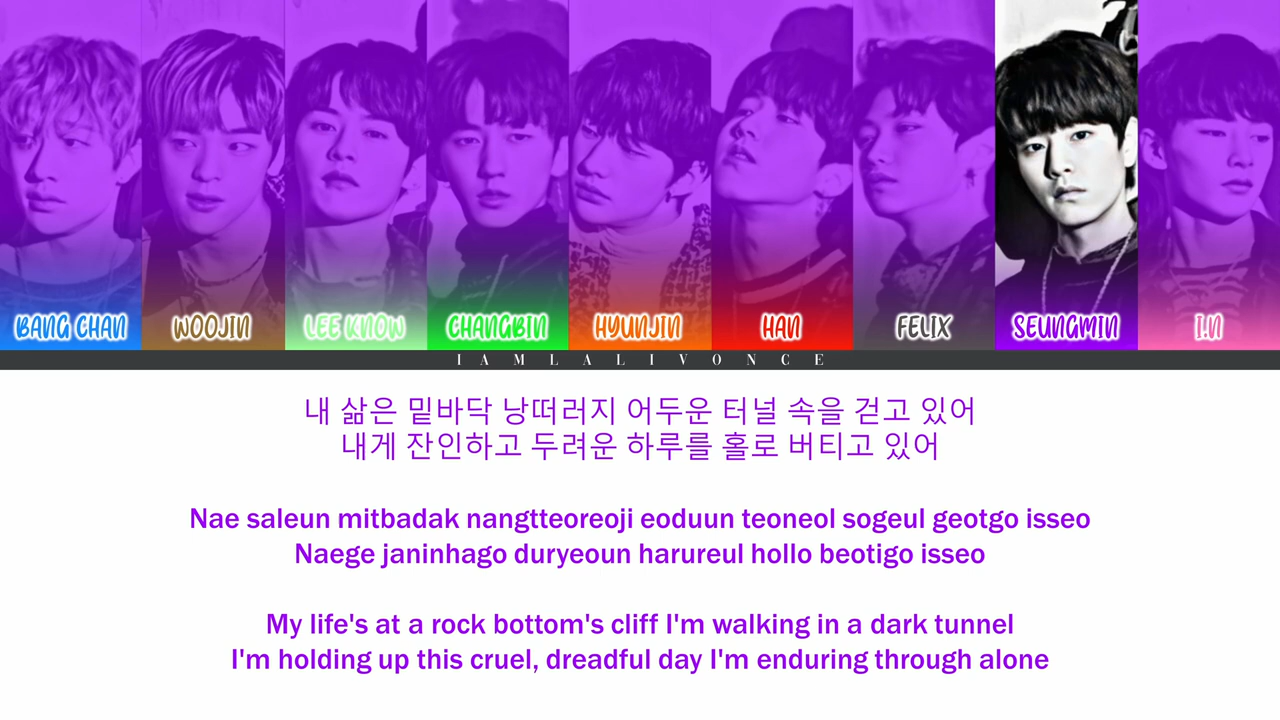 BANG CHAN
WOOJIN
LEE KNOW
CHANGBIN
HYUNJIN
HAN
FELIX
SEUNGMIN
I.N
IAMLALIVONCE
내 삶은 밑바닥 낭떠러지 어두운 터널 속을 걷고 있어
내게 잔인하고 두려운 하루를 홀로 버티고 있어
Nae saleun mitbadak nangtteoreoji eoduun teoneol sogeul geotgo isseo
Naege janinhago duryeoun harureul hollo beotigo isseo
My life's at a rock bottom's cliff I'm walking in a dark tunnel
I'm holding up this cruel, dreadful day I'm enduring through alone